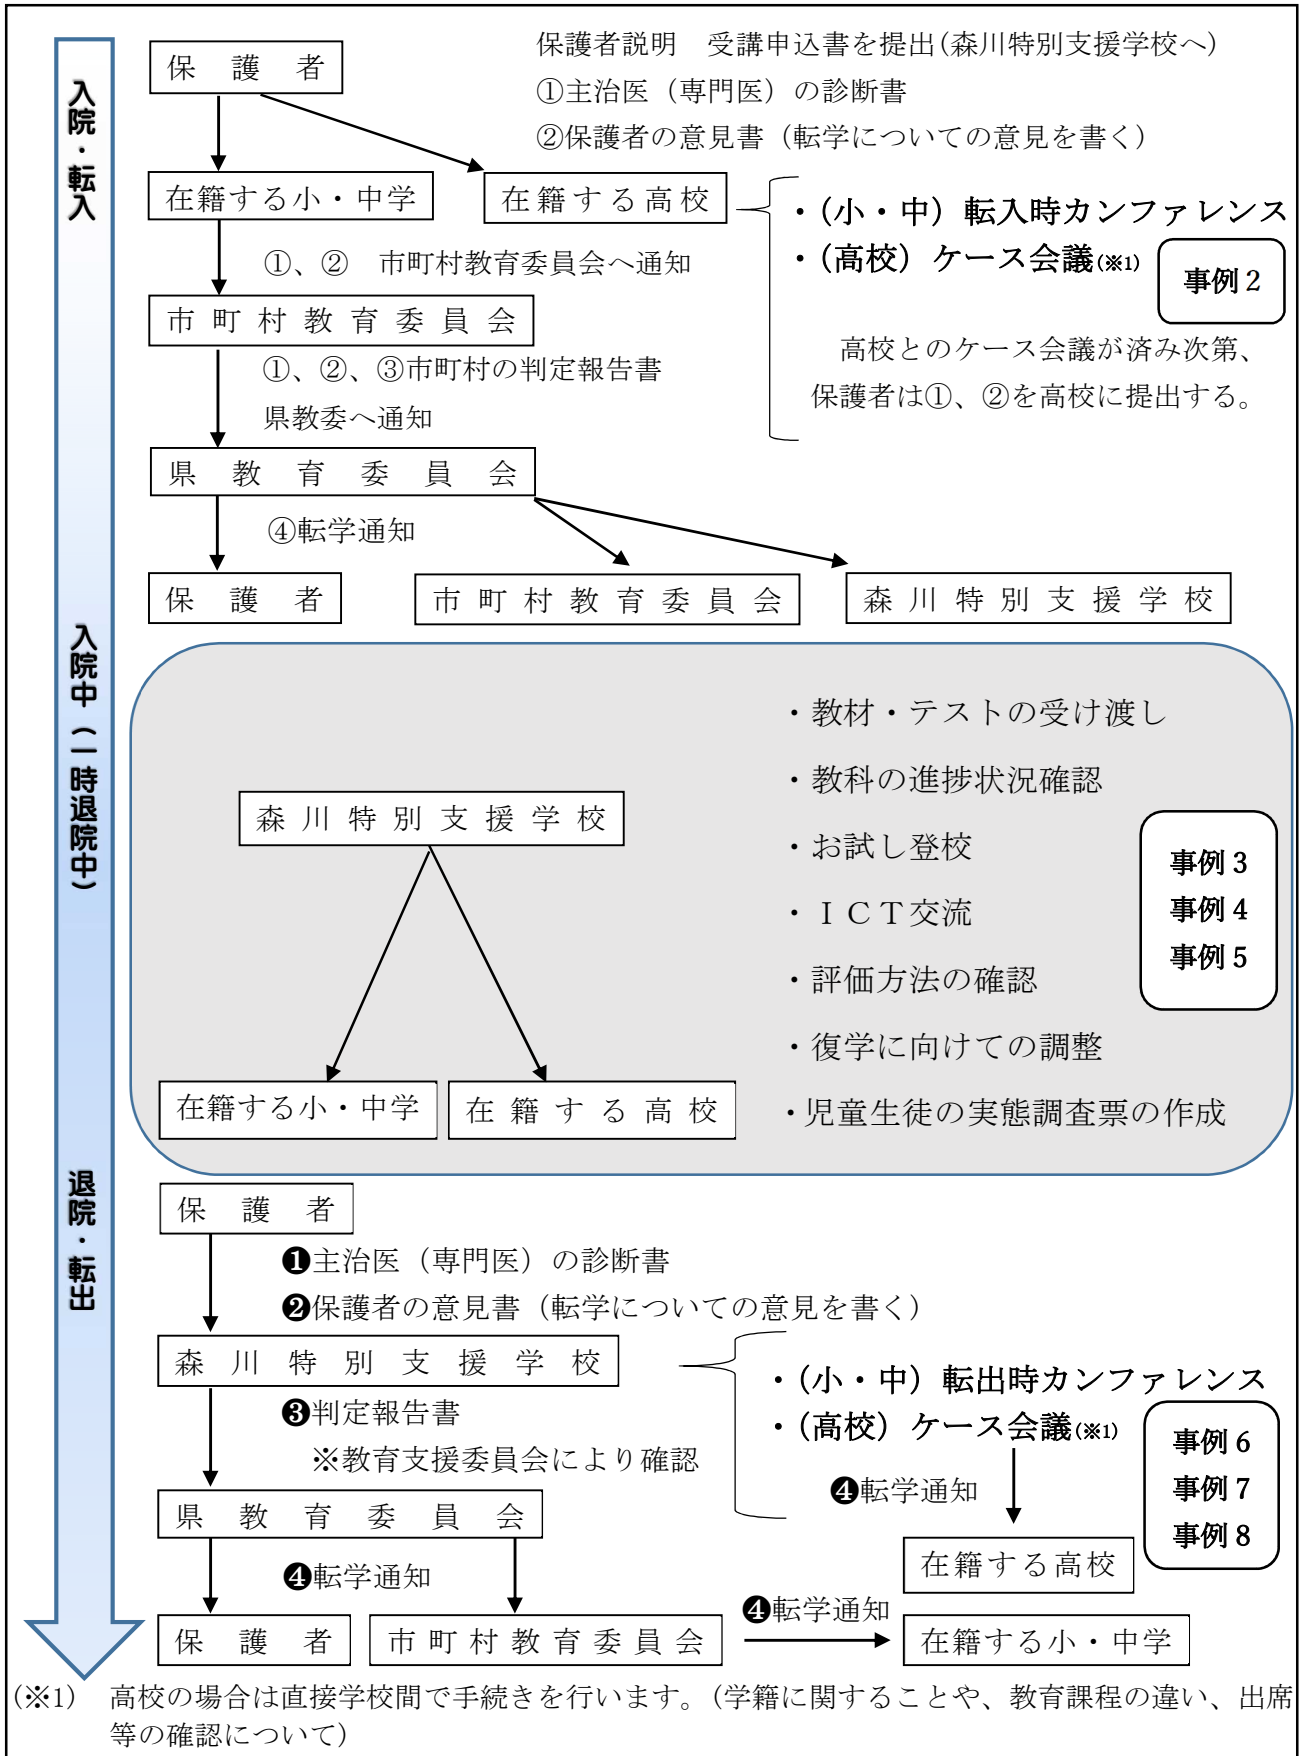 入院・転入
保護者
保護者説明　受講申込書を提出(森川特別支援学校へ)
①主治医（専門医）の診断書
②保護者の意見書（転学についての意見を書く）
在籍する小・中学
在籍する高校
・（小・中）転入時カンファレンス
・（高校）ケース会議(※1)
事例２
①、②　市町村教育委員会へ通知
市町村教育委員会
高校とのケース会議が済み次第、
保護者は①、②を高校に提出する。
①、②、③市町村の判定報告書
県教委へ通知
県教育委員会
④転学通知
保護者
市町村教育委員会
森川特別支援学校
入院中（一時退院中）
森川特別支援学校
・教材・テストの受け渡し
・教科の進捗状況確認
・お試し登校
・ＩＣＴ交流
・評価方法の確認
・復学に向けての調整
・児童生徒の実態調査票の作成
事例３
事例４
事例５
在籍する小・中学
在籍する高校
退院・転出
保護者
❶主治医（専門医）の診断書
❷保護者の意見書（転学についての意見を書く）
森川特別支援学校
・（小・中）転出時カンファレンス
・（高校）ケース会議(※1)
❸判定報告書
※教育支援委員会により確認
❹転学通知
事例６
事例７
事例８
県教育委員会
在籍する高校
❹転学通知
❹転学通知
保護者
市町村教育委員会
在籍する小・中学
(※1)　高校の場合は直接学校間で手続きを行います。（学籍に関することや、教育課程の違い、出席
等の確認について）